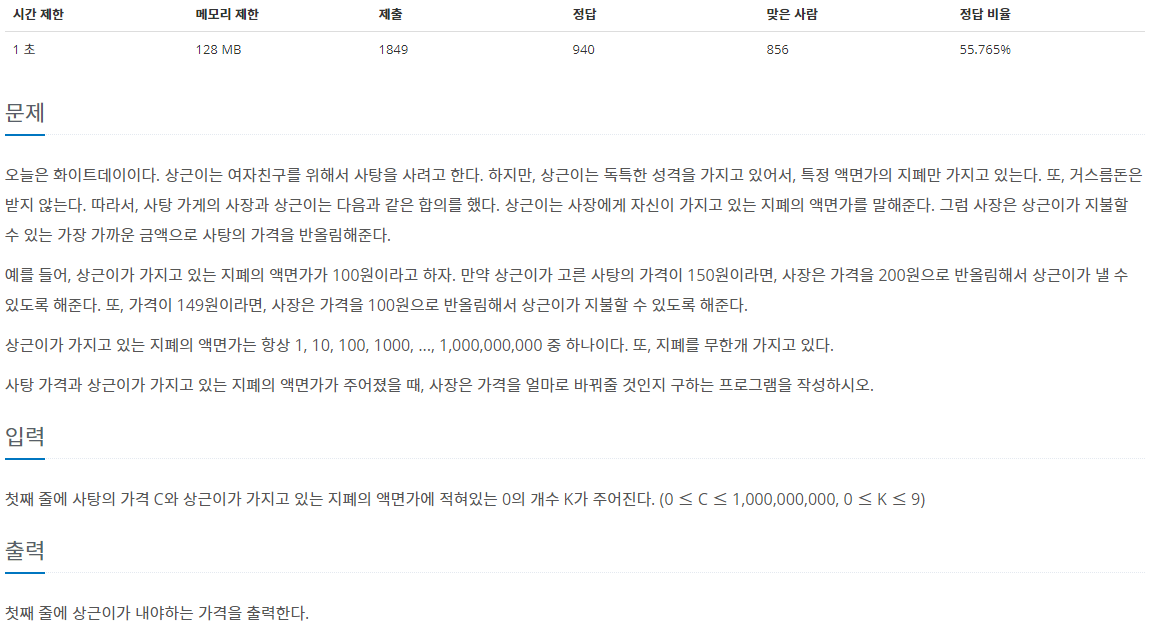 시간 제한 메모리 제한 제출 정답 맞은 사람 정답 비율
1 초 128 MB 1849 940 856 55.765%
문제
오늘은 화이트데이이다. 상근이는 여자친구를 위해서 사탕을 사려고 한다. 하지만, 상근이는 독특한 성격을 가지고 있어서, 특정 액면가의 지폐만 가지고 있는다. 또, 거스름돈은
받지 않는다. 따라서, 사탕 가게의 사장과 상근이는 다음과 같은 합의를 했다. 상근이는 사장에게 자신이 가지고 있는 지폐의 액면가를 말해준다. 그럼 사장은 상근이가 지불할
수 있는 가장 가까운 금액으로 사탕의 가격을 반올림해준다.
예를 들어, 상근이가 가지고 있는 지폐의 액면가가 100원이라고 하자. 만약 상근이가 고른 사탕의 가격이 150원이라면, 사장은 가격을 200원으로 반올림해서 상근이가 낼 수
있도록 해준다. 또, 가격이 149원이라면, 사장은 가격을 100원으로 반올림해서 상근이가 지불할 수 있도록 해준다.
상근이가 가지고 있는 지폐의 액면가는 항상 1, 10, 100, 1000, ..., 1,000,000,000 중 하나이다. 또, 지폐를 무한개 가지고 있다.
사탕 가격과 상근이가 가지고 있는 지폐의 액면가가 주어졌을 때, 사장은 가격을 얼마로 바꿔줄 것인지 구하는 프로그램을 작성하시오.
입력
첫째 줄에 사탕의 가격 C와 상근이가 가지고 있는 지폐의 액면가에 적혀있는 0의 개수 K가 주어진다. (0 ≤ C ≤ 1,000,000,000, 0 ≤ K ≤ 9)
출력
첫째 줄에 상근이가 내야하는 가격을 출력한다.